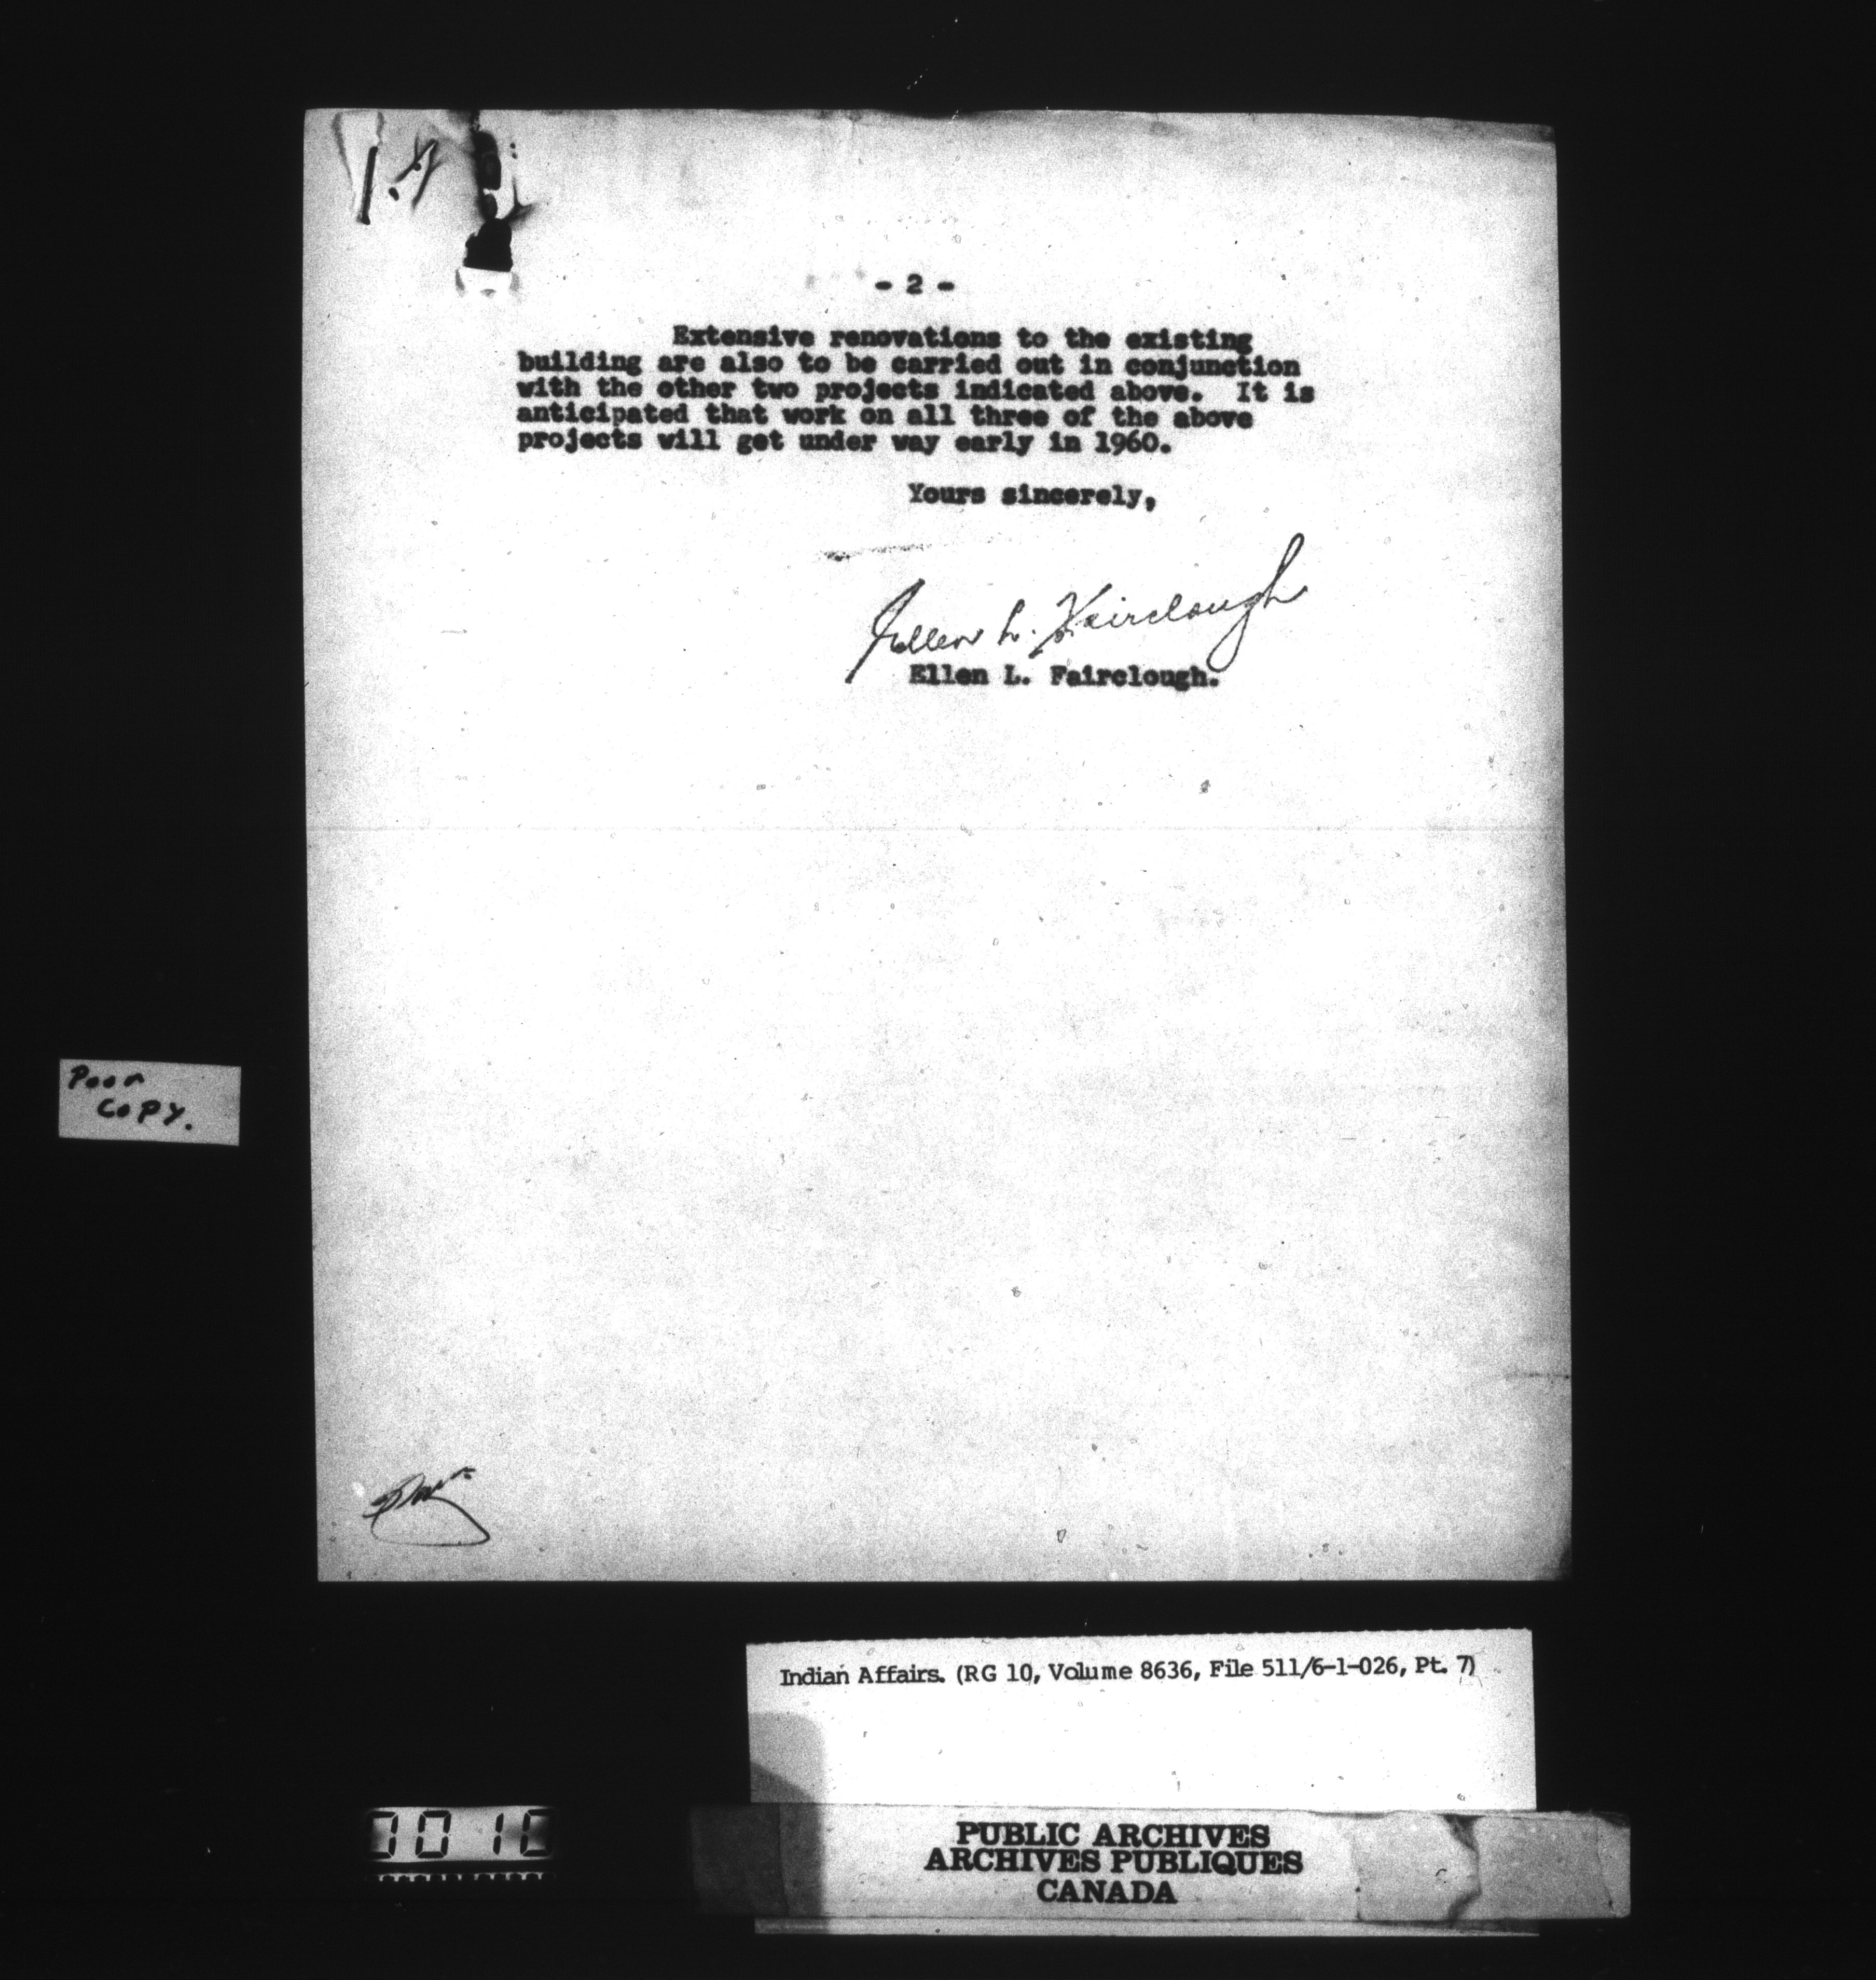 - 2 -
Extensive renovations to the existing
building are also to be carried out in conjunction
with the other two projects indicated above. It is
anticipated that work on all three of the above
projects will get under way early in 1960.
Yours sincerely,
Ellen L. Fairclough
Ellen L. Fairclough.
Poor
Copy.
Indian Affairs. (RG 10, Volume 8636, File 511/6-1-026, Pt. 7)
PUBLIC ARCHIVES
ARCHIVES PUBLIQUES
CANADA